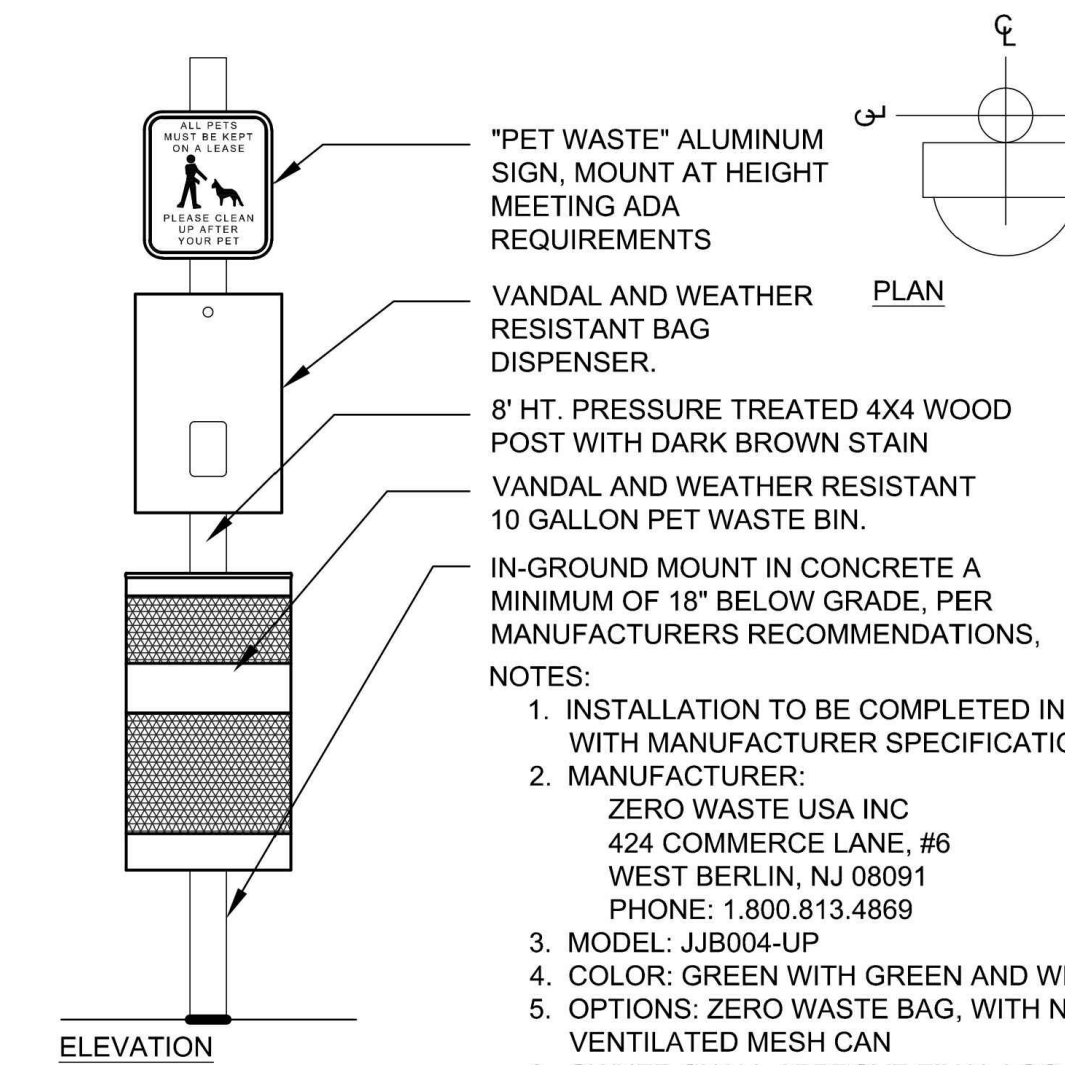 ALL PETS
MUST BE KEPT
ON A LEASE
PLEASE CLEAN
UP AFTER
YOUR PET
"PET WASTE" ALUMINUM
SIGN, MOUNT AT HEIGHT
MEETING ADA
REQUIREMENTS
PLAN
VANDAL AND WEATHER
RESISTANT BAG
DISPENSER.
8' HT. PRESSURE TREATED 4X4 WOOD
POST WITH DARK BROWN STAIN
VANDAL AND WEATHER RESISTANT
10 GALLON PET WASTE BIN.
IN-GROUND MOUNT IN CONCRETE A
MINIMUM OF 18" BELOW GRADE, PER
MANUFACTURERS RECOMMENDATIONS,
NOTES:
1. INSTALLATION TO BE COMPLETED IN
WITH MANUFACTURER
2. MANUFACTURER:
ZERO WASTE USA INC
424 COMMERCE LANE, #6
WEST BERLIN, NJ 08091
PHONE: 1.800.813.4869
3. MODEL: JJB004-UP
4. COLOR: GREEN WITH GREEN AND
5. OPTIONS: ZERO WASTE BAG, WITH
VENTILATED MESH CAN
ELEVATION